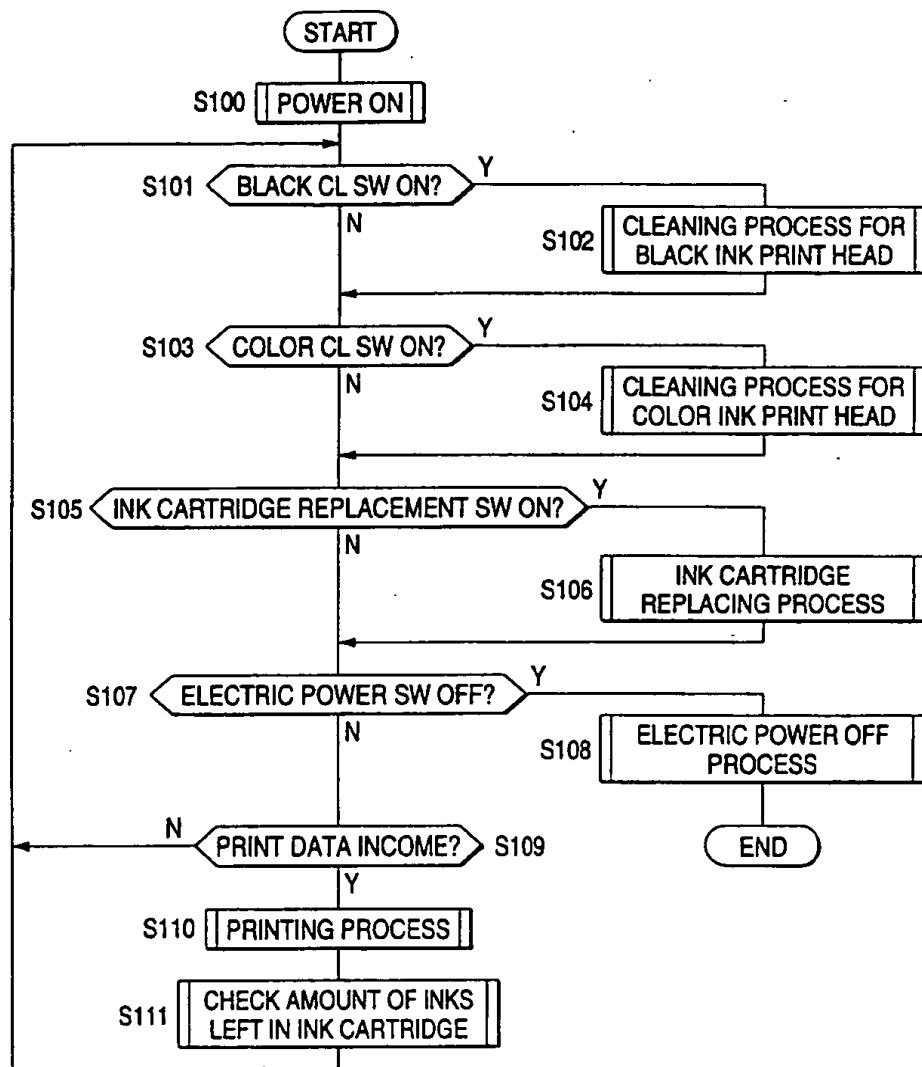 START
S100 POWER ON
S101 BLACK CL SW ON? Y
N
S102 CLEANING PROCESS FOR
BLACK INK PRINT HEAD
S103 COLOR CL SW ON? Y
N
S104 CLEANING PROCESS FOR
COLOR INK PRINT HEAD
S105 INK CARTRIDGE REPLACEMENT SW ON? Y
N
S106 INK CARTRIDGE
REPLACING PROCESS
S107 ELECTRIC POWER SW OFF? Y
N
S108 ELECTRIC POWER OFF
PROCESS
N PRINT DATA INCOME? S109
END
Y
S110 PRINTING PROCESS
S111 CHECK AMOUNT OF INKS
LEFT IN INK CARTRIDGE